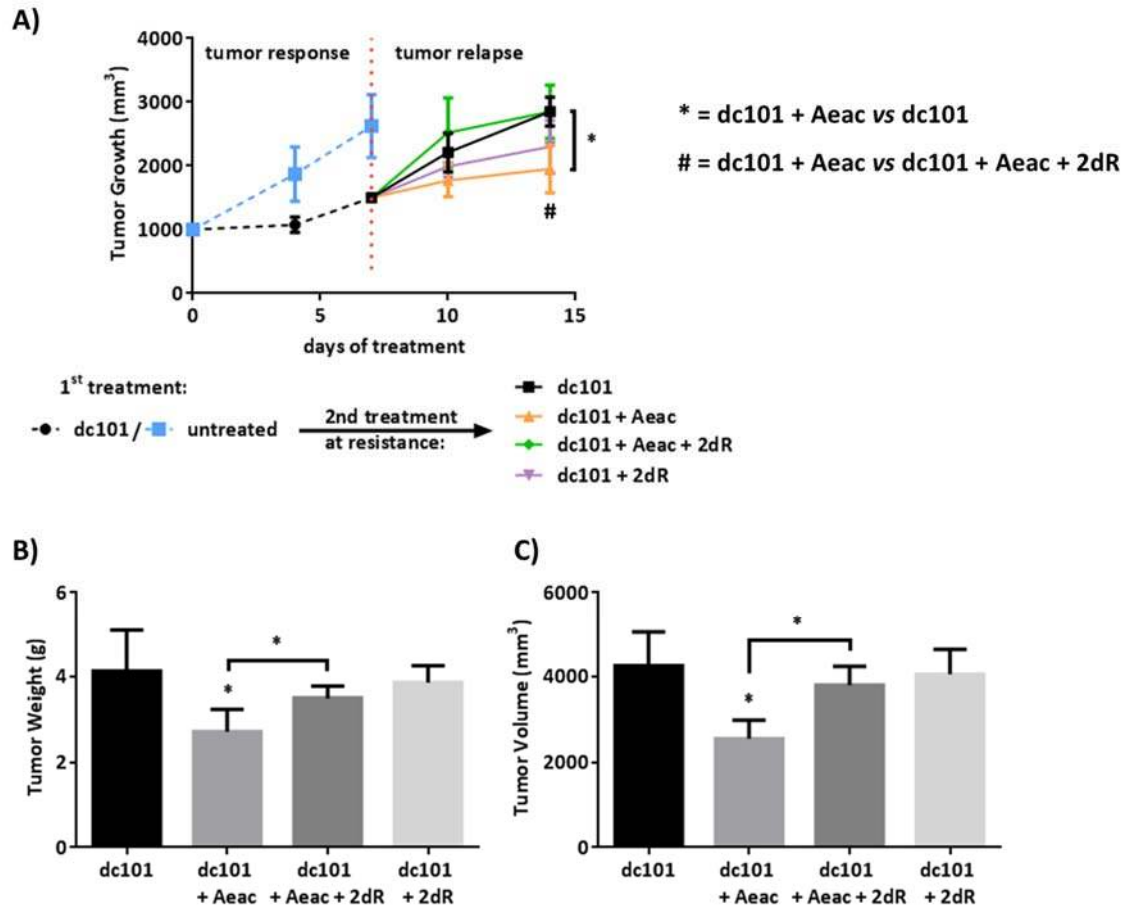 A)
Tumor Growth (mm³)
4000
3000
2000
1000
0
tumor response
tumor relapse
*
#
0
5
10
15
days of treatment
* = dc101 + Aeac vs dc101
# = dc101 + Aeac vs dc101 + Aeac + 2dR
1st treatment:
dc101 / untreated
2nd treatment
at resistance:
dc101
dc101 + Aeac
dc101 + Aeac + 2dR
dc101 + 2dR
B)
Tumor Weight (g)
6
4
2
0
*
*
dc101
dc101
+ Aeac
dc101
+ Aeac + 2dR
dc101
+ 2dR
C)
Tumor Volume (mm³)
6000
4000
2000
0
*
*
dc101
dc101
+ Aeac
dc101
+ Aeac + 2dR
dc101
+ 2dR